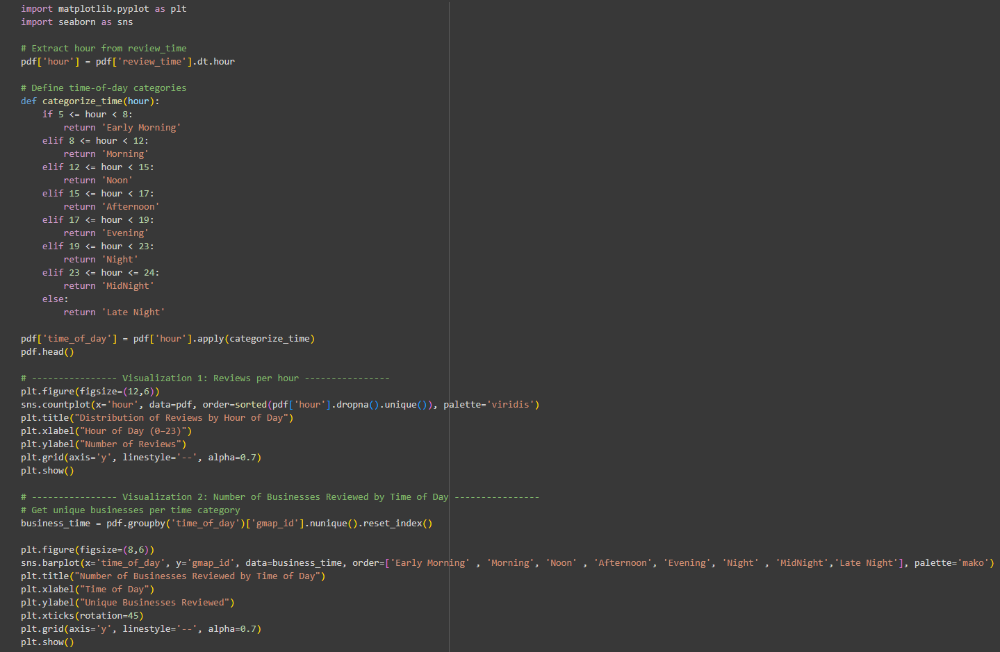 import matplotlib.pyplot as plt
import seaborn as sns

# Extract hour from review_time
pdf['hour'] = pdf['review_time'].dt.hour

# Define time-of-day categories
def categorize_time(hour):
    if 5 <= hour < 8:
        return 'Early Morning'
    elif 8 <= hour < 12:
        return 'Morning'
    elif 12 <= hour < 15:
        return 'Noon'
    elif 15 <= hour < 17:
        return 'Afternoon'
    elif 17 <= hour < 19:
        return 'Evening'
    elif 19 <= hour < 23:
        return 'Night'
    elif 23 <= hour <= 24:
        return 'MidNight'
    else:
        return 'Late Night'

pdf['time_of_day'] = pdf['hour'].apply(categorize_time)
pdf.head()

# ---------------- Visualization 1: Reviews per hour ----------------
plt.figure(figsize=(12,6))
sns.countplot(x='hour', data=pdf, order=sorted(pdf['hour'].dropna().unique()), palette='viridis')
plt.title("Distribution of Reviews by Hour of Day")
plt.xlabel("Hour of Day (0–23)")
plt.ylabel("Number of Reviews")
plt.grid(axis='y', linestyle='--', alpha=0.7)
plt.show()

# ---------------- Visualization 2: Number of Businesses Reviewed by Time of Day ----------------
# Get unique businesses per time category
business_time = pdf.groupby('time_of_day')['gmap_id'].nunique().reset_index()

plt.figure(figsize=(8,6))
sns.barplot(x='time_of_day', y='gmap_id', data=business_time, order=['Early Morning' , 'Morning', 'Noon' , 'Afternoon', 'Evening', 'Night' , 'MidNight','Late Night'], palette='mako')
plt.title("Number of Businesses Reviewed by Time of Day")
plt.xlabel("Time of Day")
plt.ylabel("Unique Businesses Reviewed")
plt.xticks(rotation=45)
plt.grid(axis='y', linestyle='--', alpha=0.7)
plt.show()